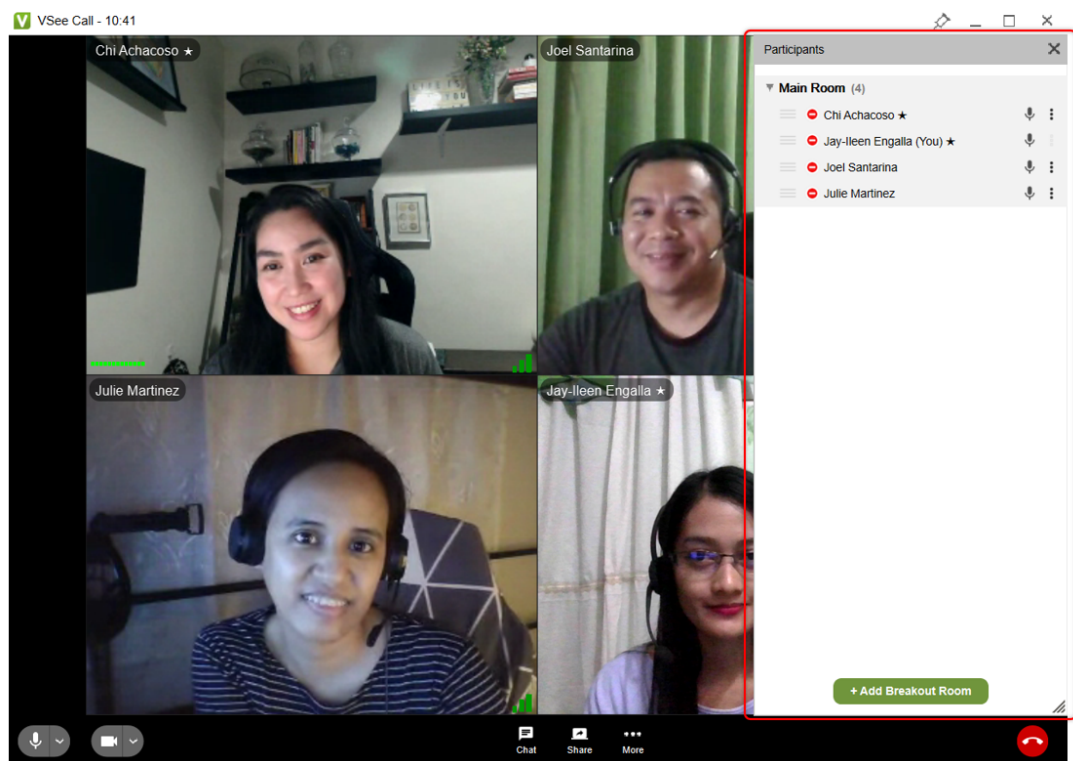 VSee Call - 10:41
Chi Achacoso ★
Joel Santarina
Julie Martinez
Jay-Ileen Engalla ★
Participants
Main Room (4)
Chi Achacoso ★
Jay-Ileen Engalla (You) ★
Joel Santarina
Julie Martinez
+ Add Breakout Room
Chat
Share
More